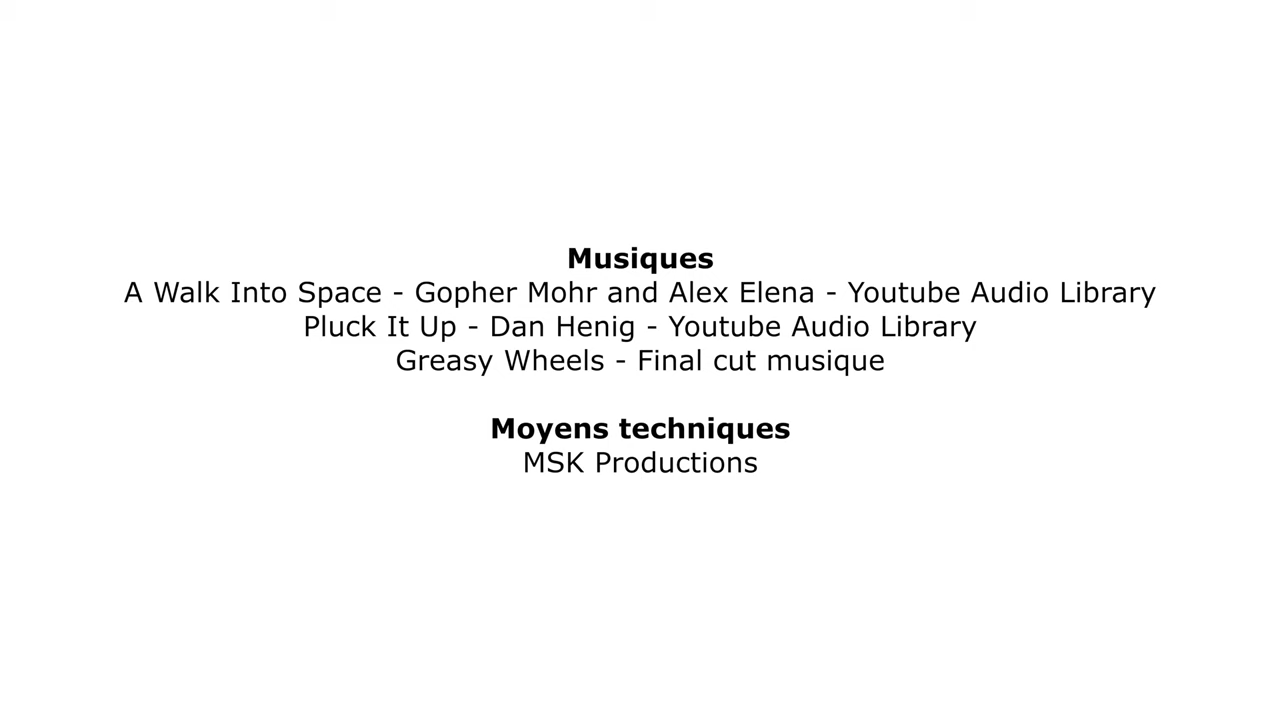 Musiques
A Walk Into Space - Gopher Mohr and Alex Elena - Youtube Audio Library
Pluck It Up - Dan Henig - Youtube Audio Library
Greasy Wheels - Final cut musique
Moyens techniques
MSK Productions